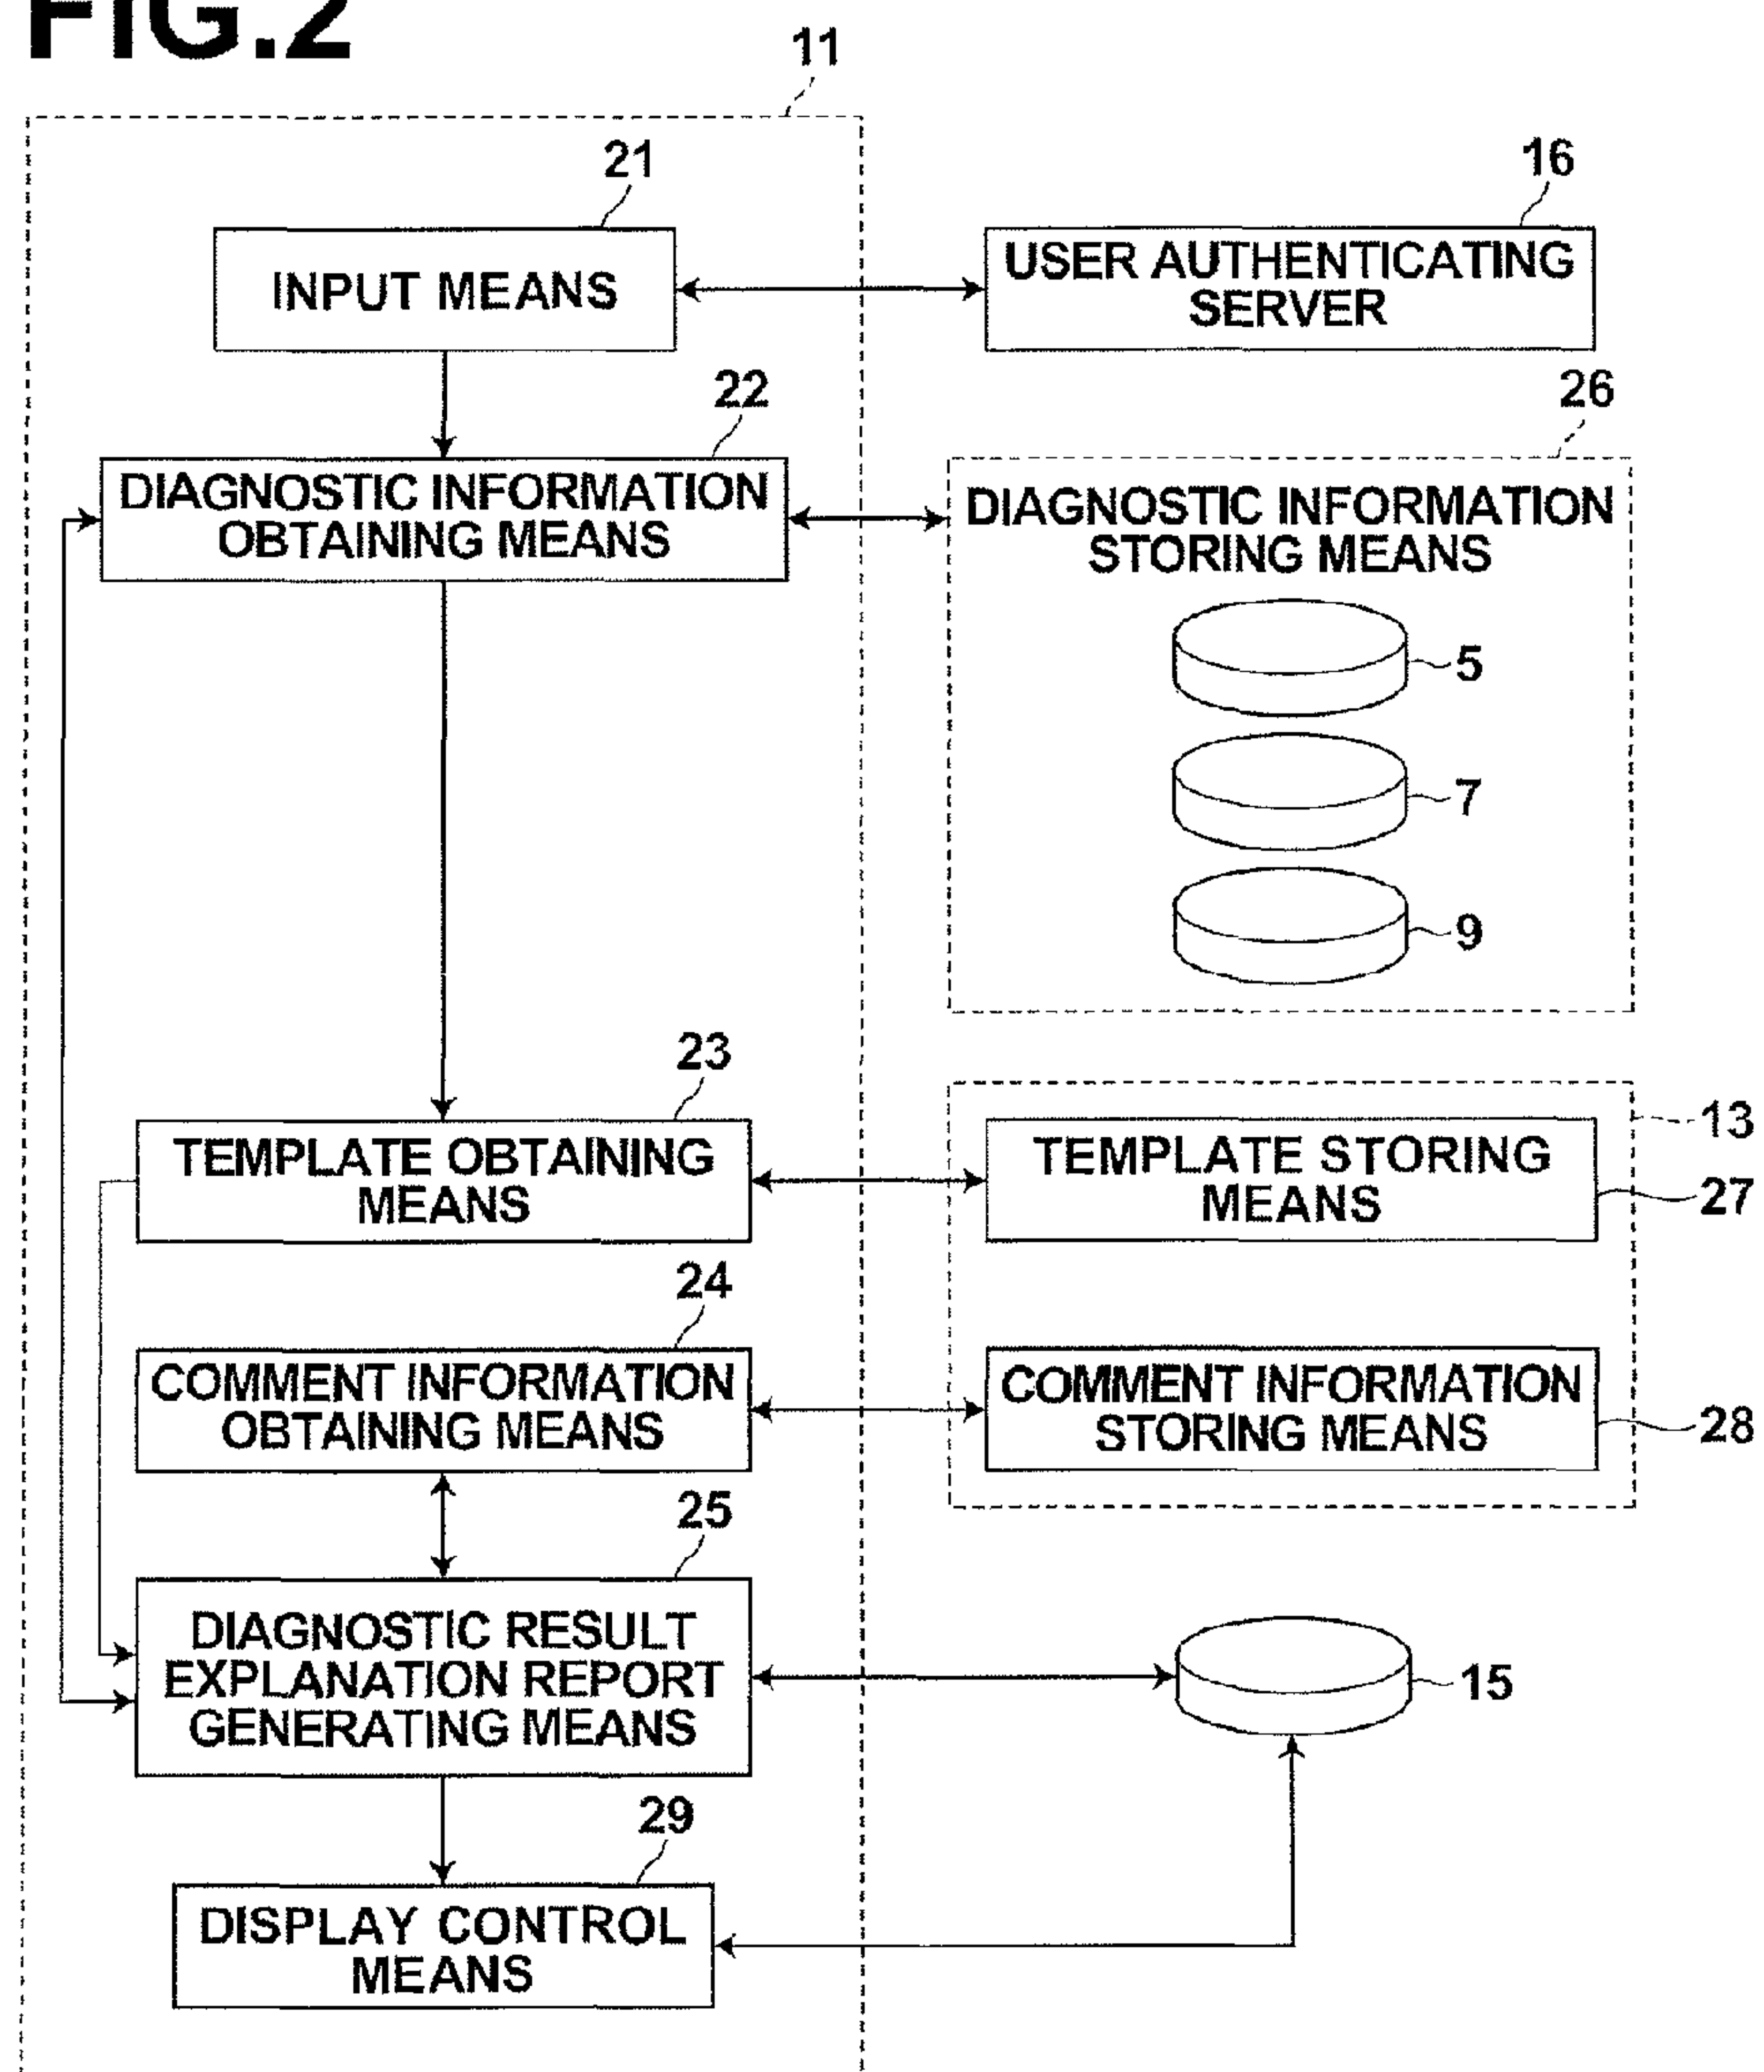 FIG.2
11
21
16
INPUT MEANS
USER AUTHENTICATING
SERVER
22
26
DIAGNOSTIC INFORMATION
OBTAINING MEANS
DIAGNOSTIC INFORMATION
STORING MEANS
5
7
9
23
13
TEMPLATE OBTAINING
MEANS
TEMPLATE STORING
MEANS
27
24
COMMENT INFORMATION
OBTAINING MEANS
COMMENT INFORMATION
STORING MEANS
28
25
DIAGNOSTIC RESULT
EXPLANATION REPORT
GENERATING MEANS
15
29
DISPLAY CONTROL
MEANS